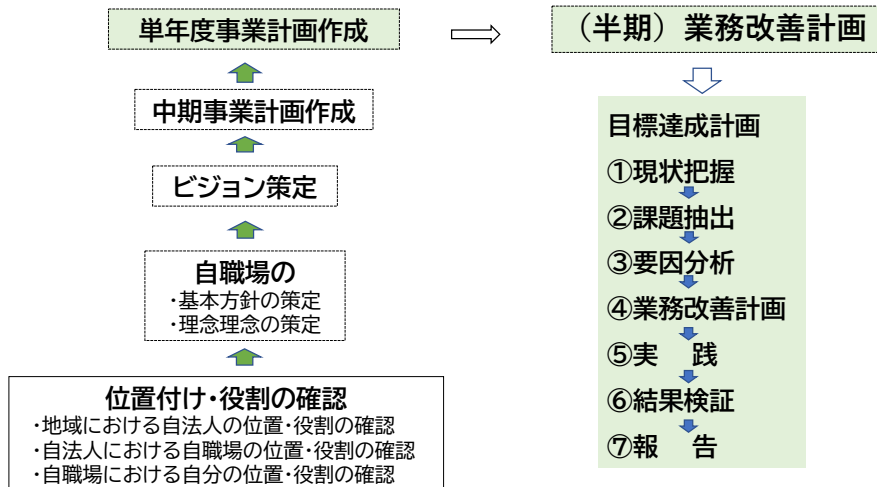 単年度事業計画作成
中期事業計画作成
ビジョン策定
自職場の
・基本方針の策定
・理念理念の策定
位置付け・役割の確認
・地域における自法人の位置・役割の確認
・自法人における自職場の位置・役割の確認
・自職場における自分の位置・役割の確認
（半期）業務改善計画
目標達成計画
①現状把握
②課題抽出
③要因分析
④業務改善計画
⑤実　践
⑥結果検証
⑦報　告